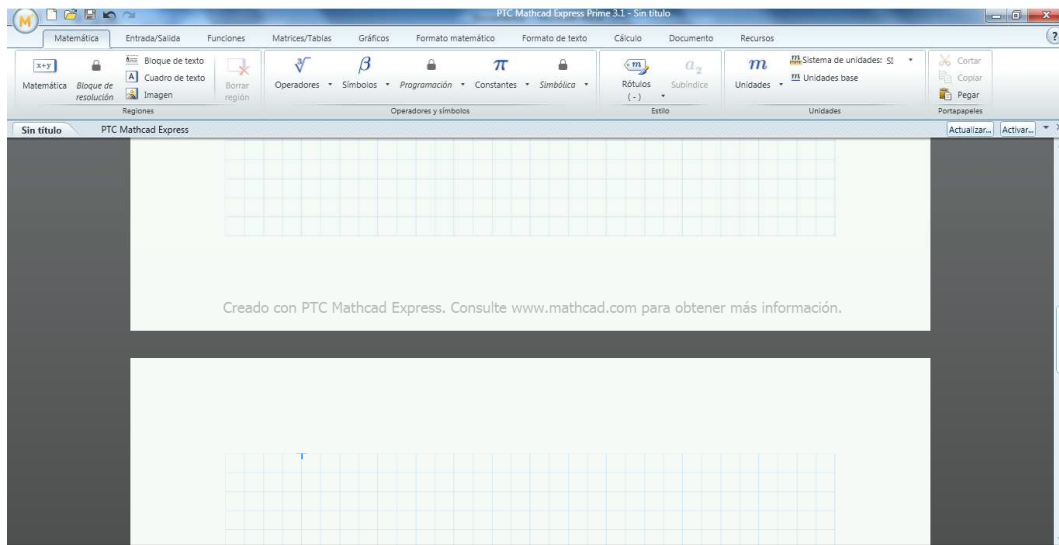 PTC Mathcad Express Prime 3.1 - Sin título
Matemática Entrada/Salida Funciones Matrices/Tablas Gráficos Formato matemático Formato de texto Cálculo Documento Recursos
x+y
Matemática
Bloque de resolución
Bloque de texto
Cuadro de texto
Imagen
Borrar región
Regiones
Operadores
β
Símbolos
Programación
π
Constantes
Simbólica
Operadores y símbolos
m
Rótulos
( - )
a2
Subíndice
Estilo
m
Unidades
Sistema de unidades: SI
Unidades base
Unidades
Cortar
Copiar
Pegar
Portapapeles
Sin título PTC Mathcad Express Actualizar... Activar...
Creado con PTC Mathcad Express. Consulte www.mathcad.com para obtener más información.